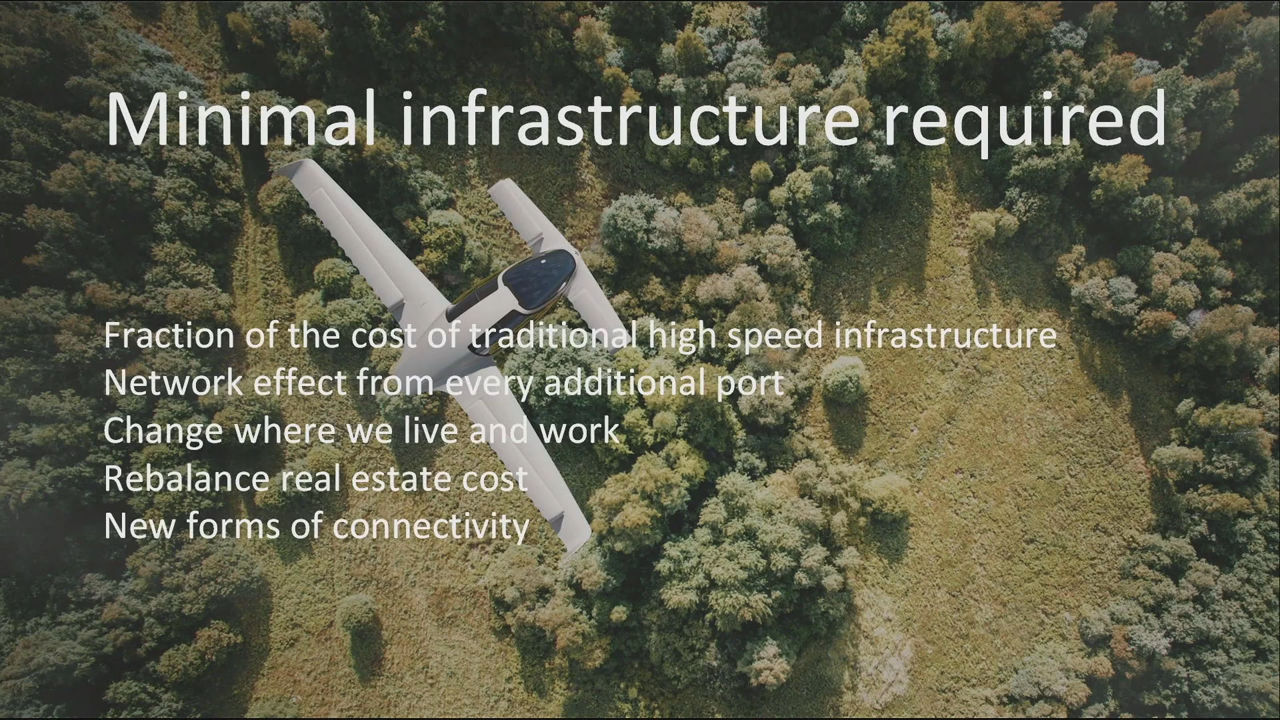 Minimal infrastructure required
Fraction of the cost of traditional high speed infrastructure
Network effect from every additional port
Change where we live and work
Rebalance real estate cost
New forms of connectivity